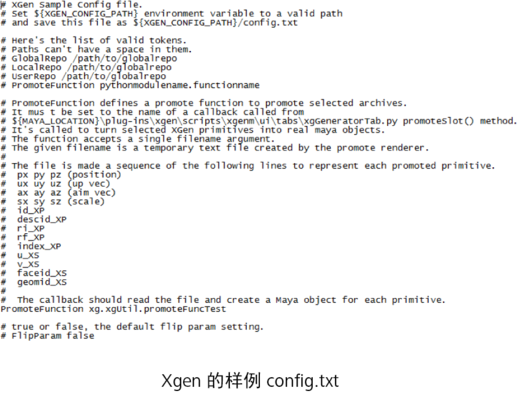 # XGen Sample Config file.
# Set ${XGEN_CONFIG_PATH} environment variable to a valid path
# and save this file as ${XGEN_CONFIG_PATH}/config.txt
# Here's the list of valid tokens.
# Paths can't have a space in them.
# GlobalRepo /path/to/globalrepo
# LocalRepo /path/to/globalrepo
# UserRepo /path/to/globalrepo
# PromoteFunction pythonmodulename.functionname
# PromoteFunction defines a promote function to promote selected archives.
# It mus t be set to the name of a callback called from
# ${MAYA_LOCATION}\plug-ins\xgen\scripts\xgenm\ui\tabs\xgGeneratorTab.py promoteSlot() method.
# It's called to turn selected XGen primitives into real maya objects.
# The function accepts a single filename argument.
# The given filename is a temporary text file created by the promote renderer.
#
# The file is made a sequence of the following lines to represent each promoted primitive.
# px py pz (position)
# ux uy uz (up vec)
# ax ay az (aim vec)
# sx sy sz (scale)
# id_XP
# descid_XP
# ri_XP
# rf_XP
# index_XP
# u_XS
# v_XS
# faceid_XS
# geomid_XS
#
# The callback should read the file and create a Maya object for each primitive.
PromoteFunction xg.xgUtil.promoteFuncTest
# true or false, the default flip param setting.
# FlipParam false
Xgen 的样例 config.txt